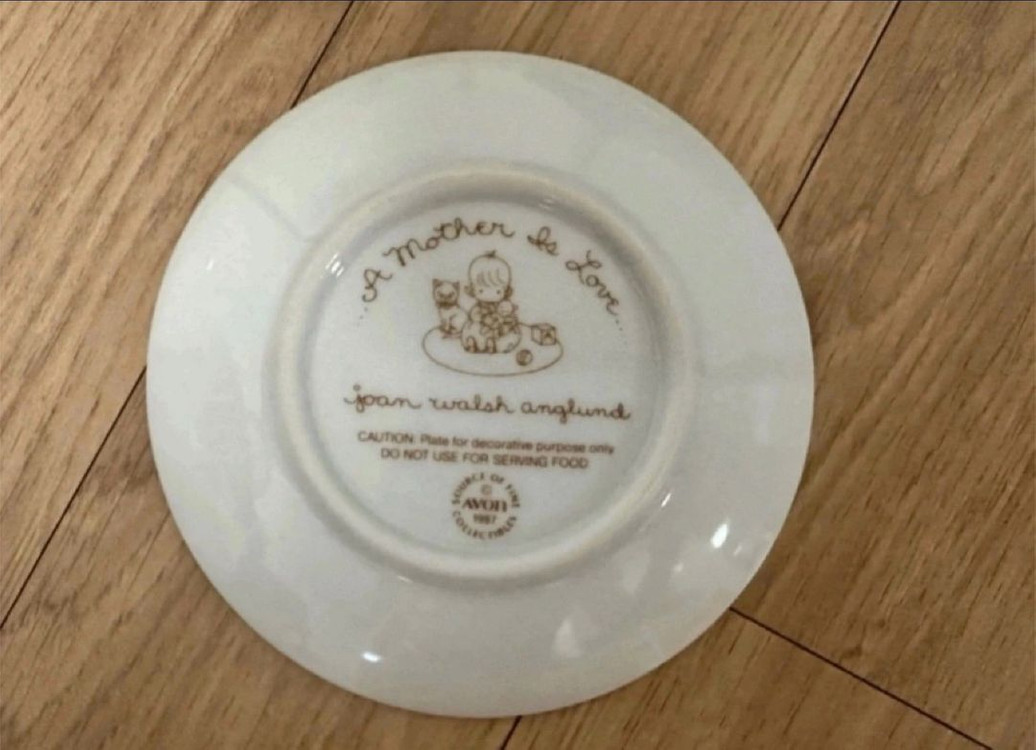 ...A Mother Is Love...
joan walsh anglund
CAUTION: Plate for decorative purpose only
DO NOT USE FOR SERVING FOOD
SOURCE OF FINE
©
AVON
1997
COLLECTIBLES